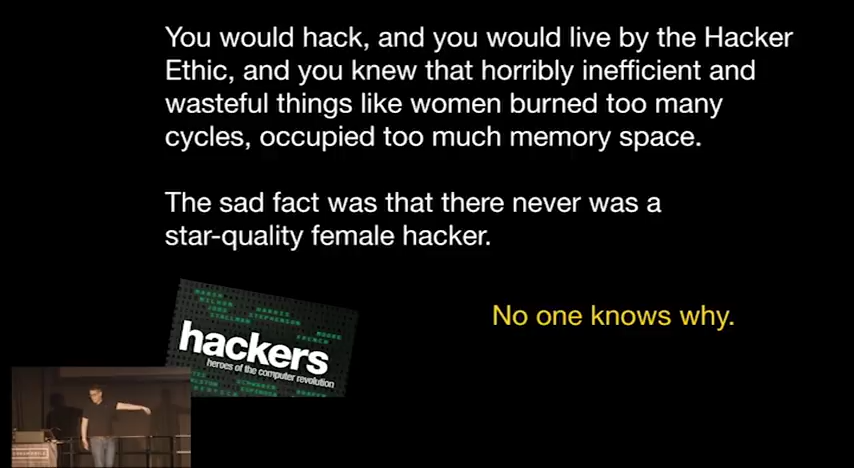 You would hack, and you would live by the Hacker
Ethic, and you knew that horribly inefficient and
wasteful things like women burned too many
cycles, occupied too much memory space.
The sad fact was that there never was a
star-quality female hacker.
No one knows why.
hackers
heroes of the computer revolution